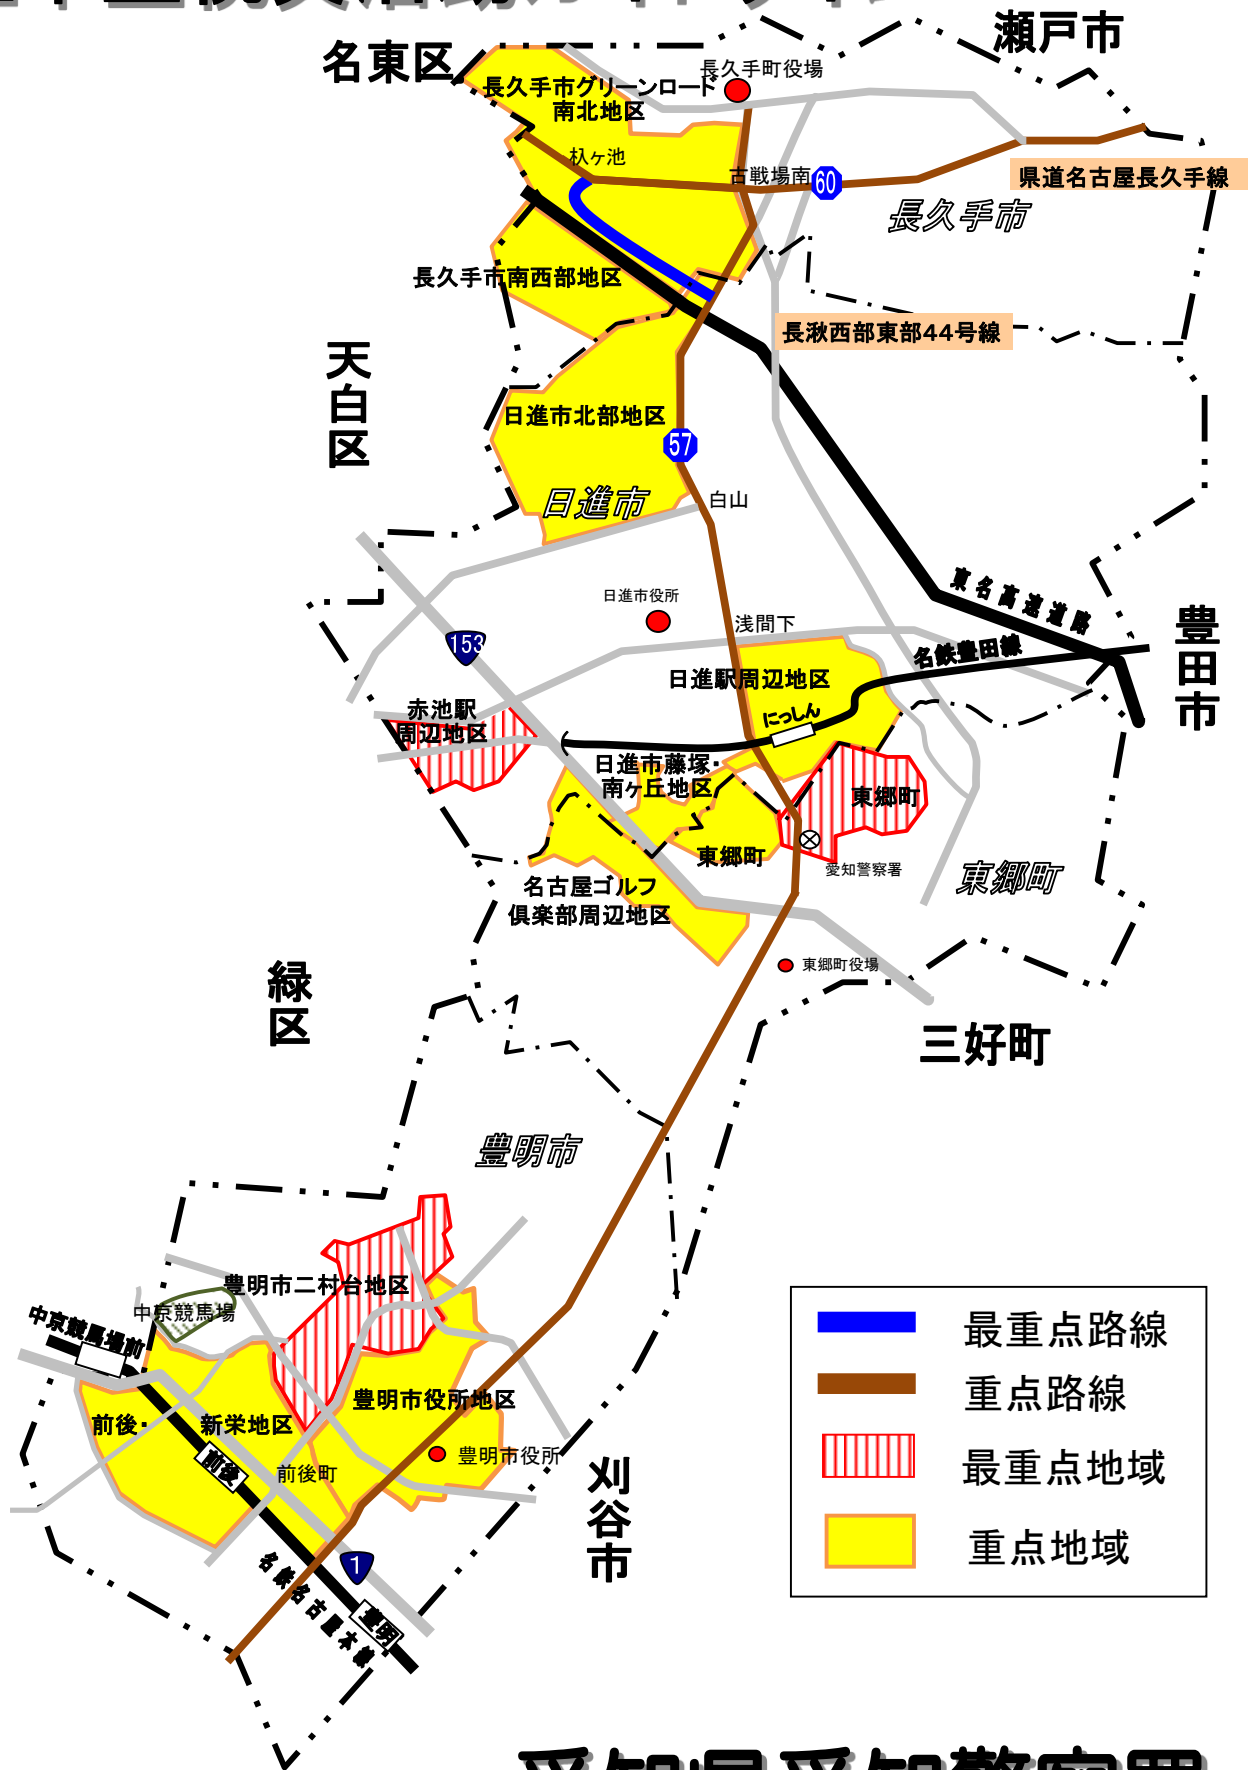 瀬戸市
名東区
長久手町役場
長久手市グリーンロード
南北地区
杁ヶ池
古戦場南
60
県道名古屋長久手線
長久手市
長久手市南西部地区
長湫西部東部44号線
天白区
日進市北部地区
57
日進市
白山
東名高速道路
日進市役所
浅間下
豊田市
153
名鉄豊田線
日進駅周辺地区
赤池駅
周辺地区
にっしん
日進市藤塚・
南ヶ丘地区
東郷町
東郷町
愛知警察署
東郷町
名古屋ゴルフ
倶楽部周辺地区
東郷町役場
緑区
三好町
豊明市
豊明市二村台地区
中京競馬場
中京競馬場前
最重点路線
重点路線
豊明市役所地区
前後・
新栄地区
最重点地域
豊明市役所
前後
前後町
刈谷市
重点地域
1
名鉄名古屋本線
豊明